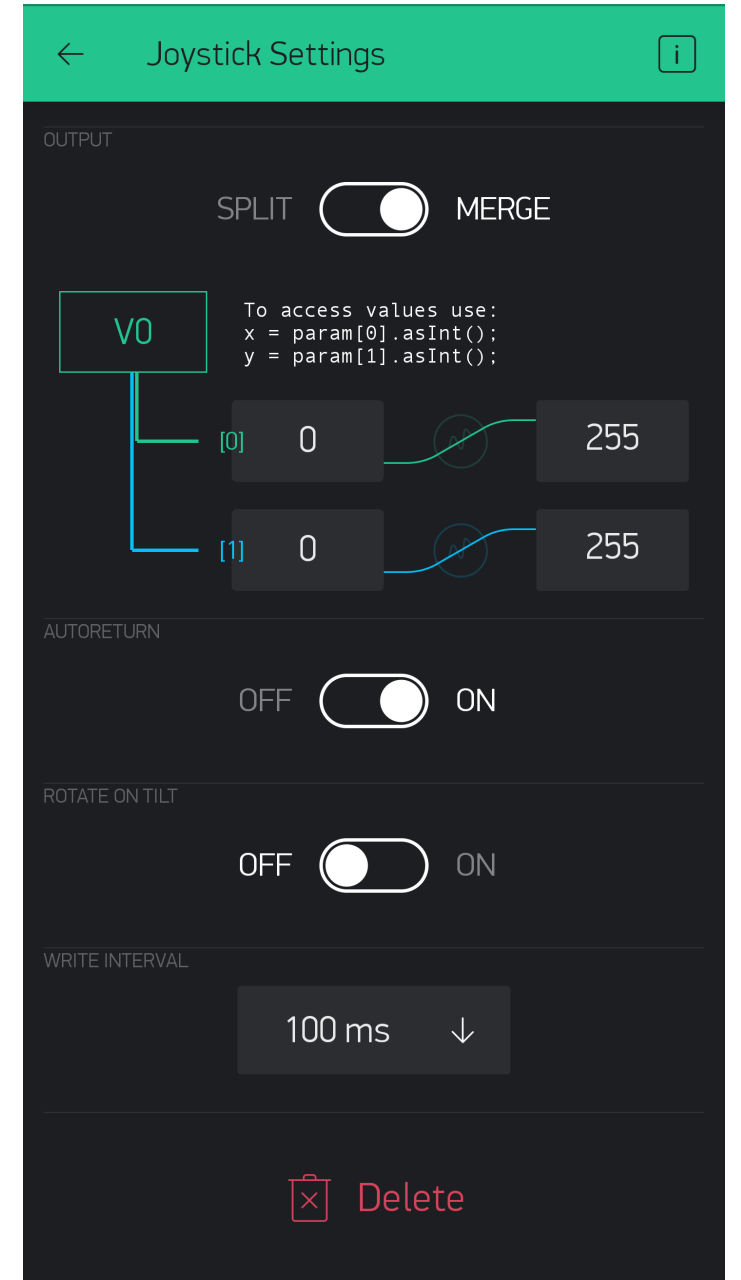 Joystick Settings
i
OUTPUT
SPLIT MERGE
V0
To access values use:
x = param[0].asInt();
y = param[1].asInt();
[0] 0 255
[1] 0 255
AUTORETURN
OFF ON
ROTATE ON TILT
OFF ON
WRITE INTERVAL
100 ms
Delete